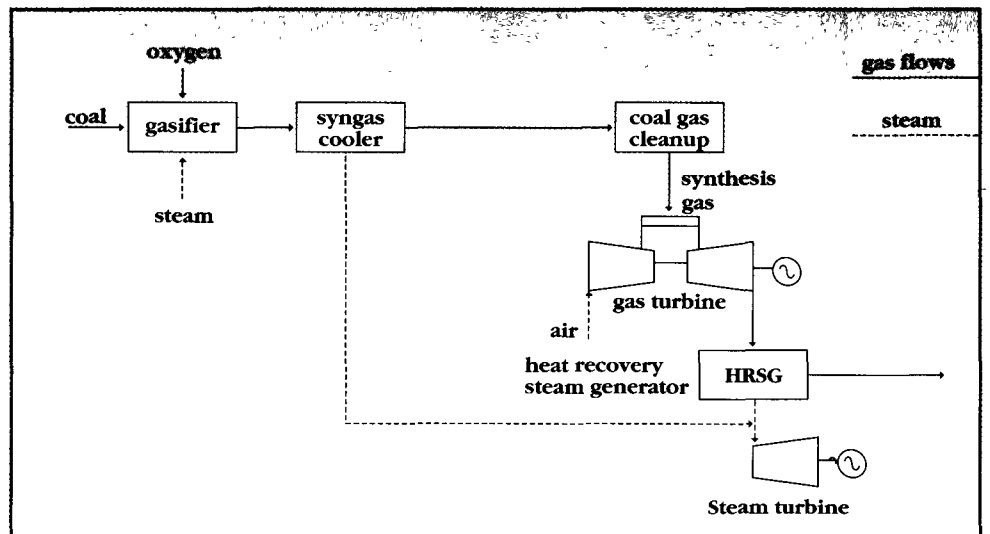 oxygen
gas flows
coal
gasifier
syngas
cooler
coal gas
cleanup
steam
synthesis
gas
steam
gas turbine
air
heat recovery
steam generator
HRSG
Steam turbine